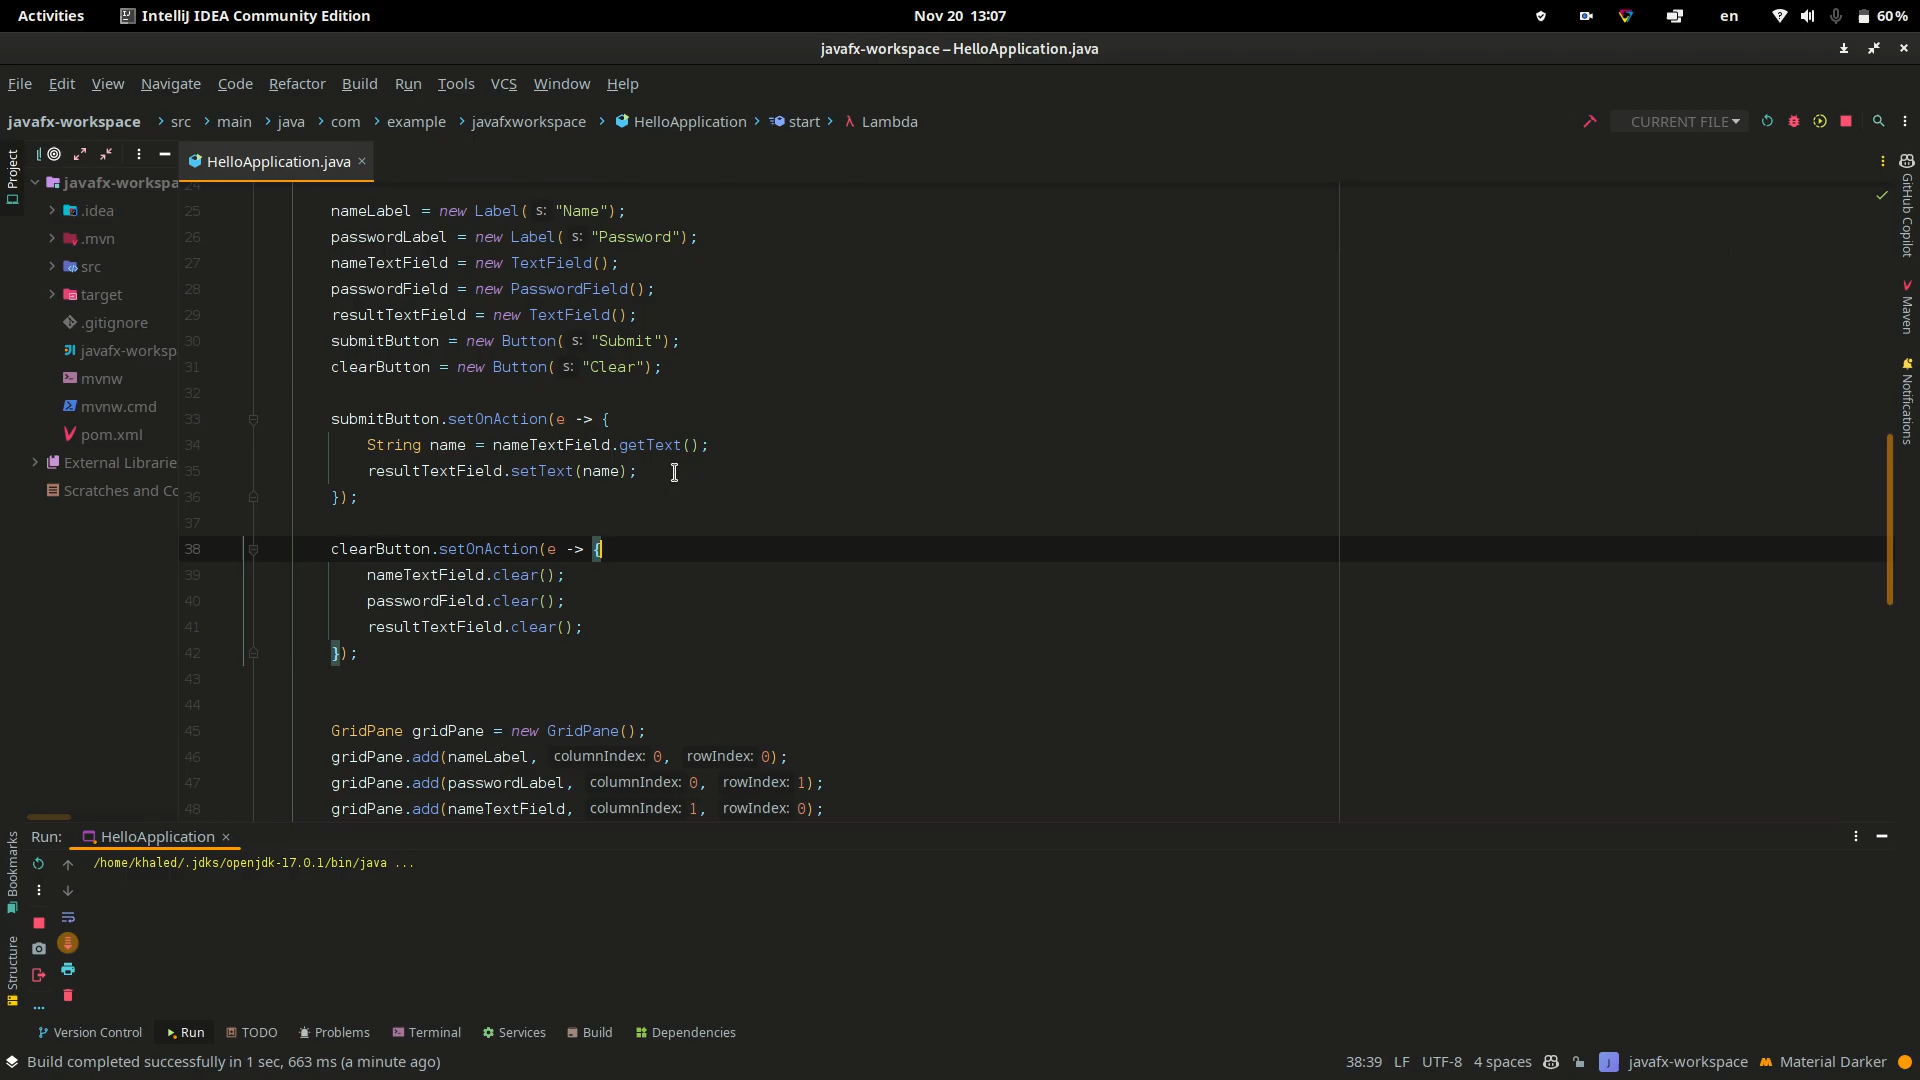 Activities IntelliJ IDEA Community Edition Nov 20 13:07 en 60%
javafx-workspace – HelloApplication.java
File Edit View Navigate Code Refactor Build Run Tools VCS Window Help
javafx-workspace src main java com example javafxworkspace HelloApplication start λ Lambda CURRENT FILE
Project
HelloApplication.java
javafx-workspa
.idea
.mvn
src
target
.gitignore
javafx-worksp
mvnw
mvnw.cmd
pom.xml
External Librarie
Scratches and Co
24
25 nameLabel = new Label( s: "Name");
26 passwordLabel = new Label( s: "Password");
27 nameTextField = new TextField();
28 passwordField = new PasswordField();
29 resultTextField = new TextField();
30 submitButton = new Button( s: "Submit");
31 clearButton = new Button( s: "Clear");
32
33 submitButton.setOnAction(e -> {
34 String name = nameTextField.getText();
35 resultTextField.setText(name);
36 });
37
38 clearButton.setOnAction(e -> {
39 nameTextField.clear();
40 passwordField.clear();
41 resultTextField.clear();
42 });
43
44
45 GridPane gridPane = new GridPane();
46 gridPane.add(nameLabel, columnIndex: 0, rowIndex: 0);
47 gridPane.add(passwordLabel, columnIndex: 0, rowIndex: 1);
48 gridPane.add(nameTextField, columnIndex: 1, rowIndex: 0);
GitHub Copilot
Maven
Notifications
Bookmarks
Structure
Run: HelloApplication
/home/khaled/.jdks/openjdk-17.0.1/bin/java ...
Version Control Run TODO Problems Terminal Services Build Dependencies
Build completed successfully in 1 sec, 663 ms (a minute ago) 38:39 LF UTF-8 4 spaces javafx-workspace Material Darker